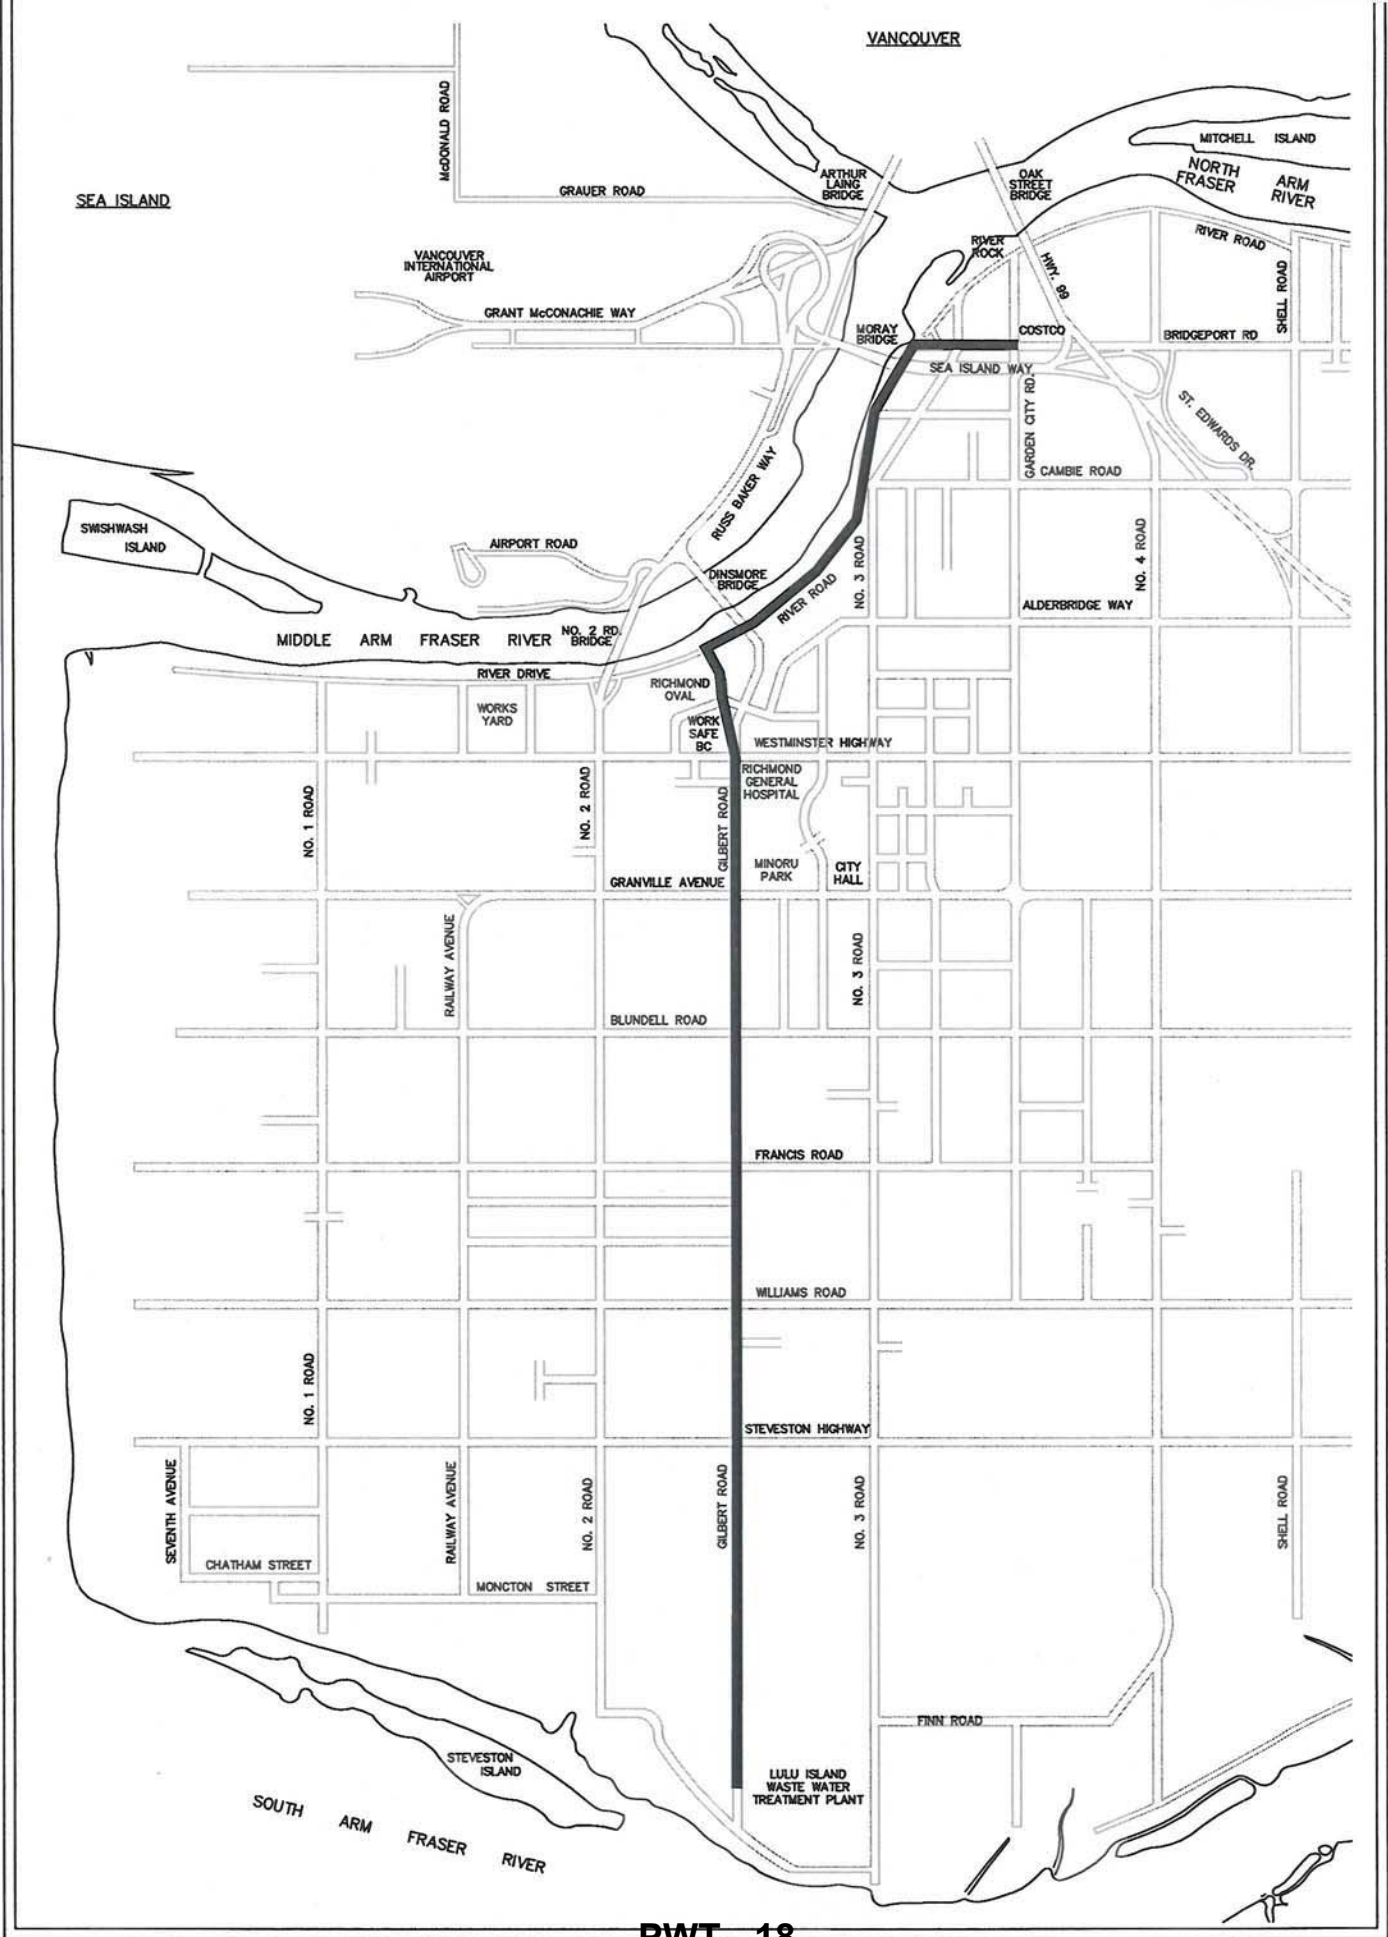 VANCOUVER
McDONALD ROAD
MITCHELL ISLAND
NORTH ARM
FRASER RIVER
ARTHUR
LAING
BRIDGE
OAK
STREET
BRIDGE
SEA ISLAND
GRAUER ROAD
RIVER ROAD
RIVER
ROCK
HWY. 99
SHELL ROAD
VANCOUVER
INTERNATIONAL
AIRPORT
GRANT McCONACHIE WAY
MORAY
BRIDGE
COSTCO
BRIDGEPORT RD
SEA ISLAND WAY
GARDEN CITY RD.
ST. EDWARDS DR.
CAMBIE ROAD
RUSS BAKER WAY
SWISHWASH
ISLAND
AIRPORT ROAD
NO. 3 ROAD
NO. 4 ROAD
DINSMORE
BRIDGE
RIVER ROAD
ALDERBRIDGE WAY
MIDDLE ARM FRASER RIVER
NO. 2 RD.
BRIDGE
RIVER DRIVE
RICHMOND
OVAL
WORKS
YARD
WORK
SAFE
BC
WESTMINSTER HIGHWAY
RICHMOND
GENERAL
HOSPITAL
NO. 1 ROAD
NO. 2 ROAD
GILBERT ROAD
MINORU
PARK
CITY
HALL
GRANVILLE AVENUE
RAILWAY AVENUE
NO. 3 ROAD
BLUNDELL ROAD
FRANCIS ROAD
WILLIAMS ROAD
NO. 1 ROAD
STEVESTON HIGHWAY
SEVENTH AVENUE
RAILWAY AVENUE
NO. 2 ROAD
GILBERT ROAD
NO. 3 ROAD
SHELL ROAD
CHATHAM STREET
MONCTON STREET
FINN ROAD
STEVESTON
ISLAND
LULU ISLAND
WASTE WATER
TREATMENT PLANT
SOUTH ARM FRASER RIVER
PWT - 18